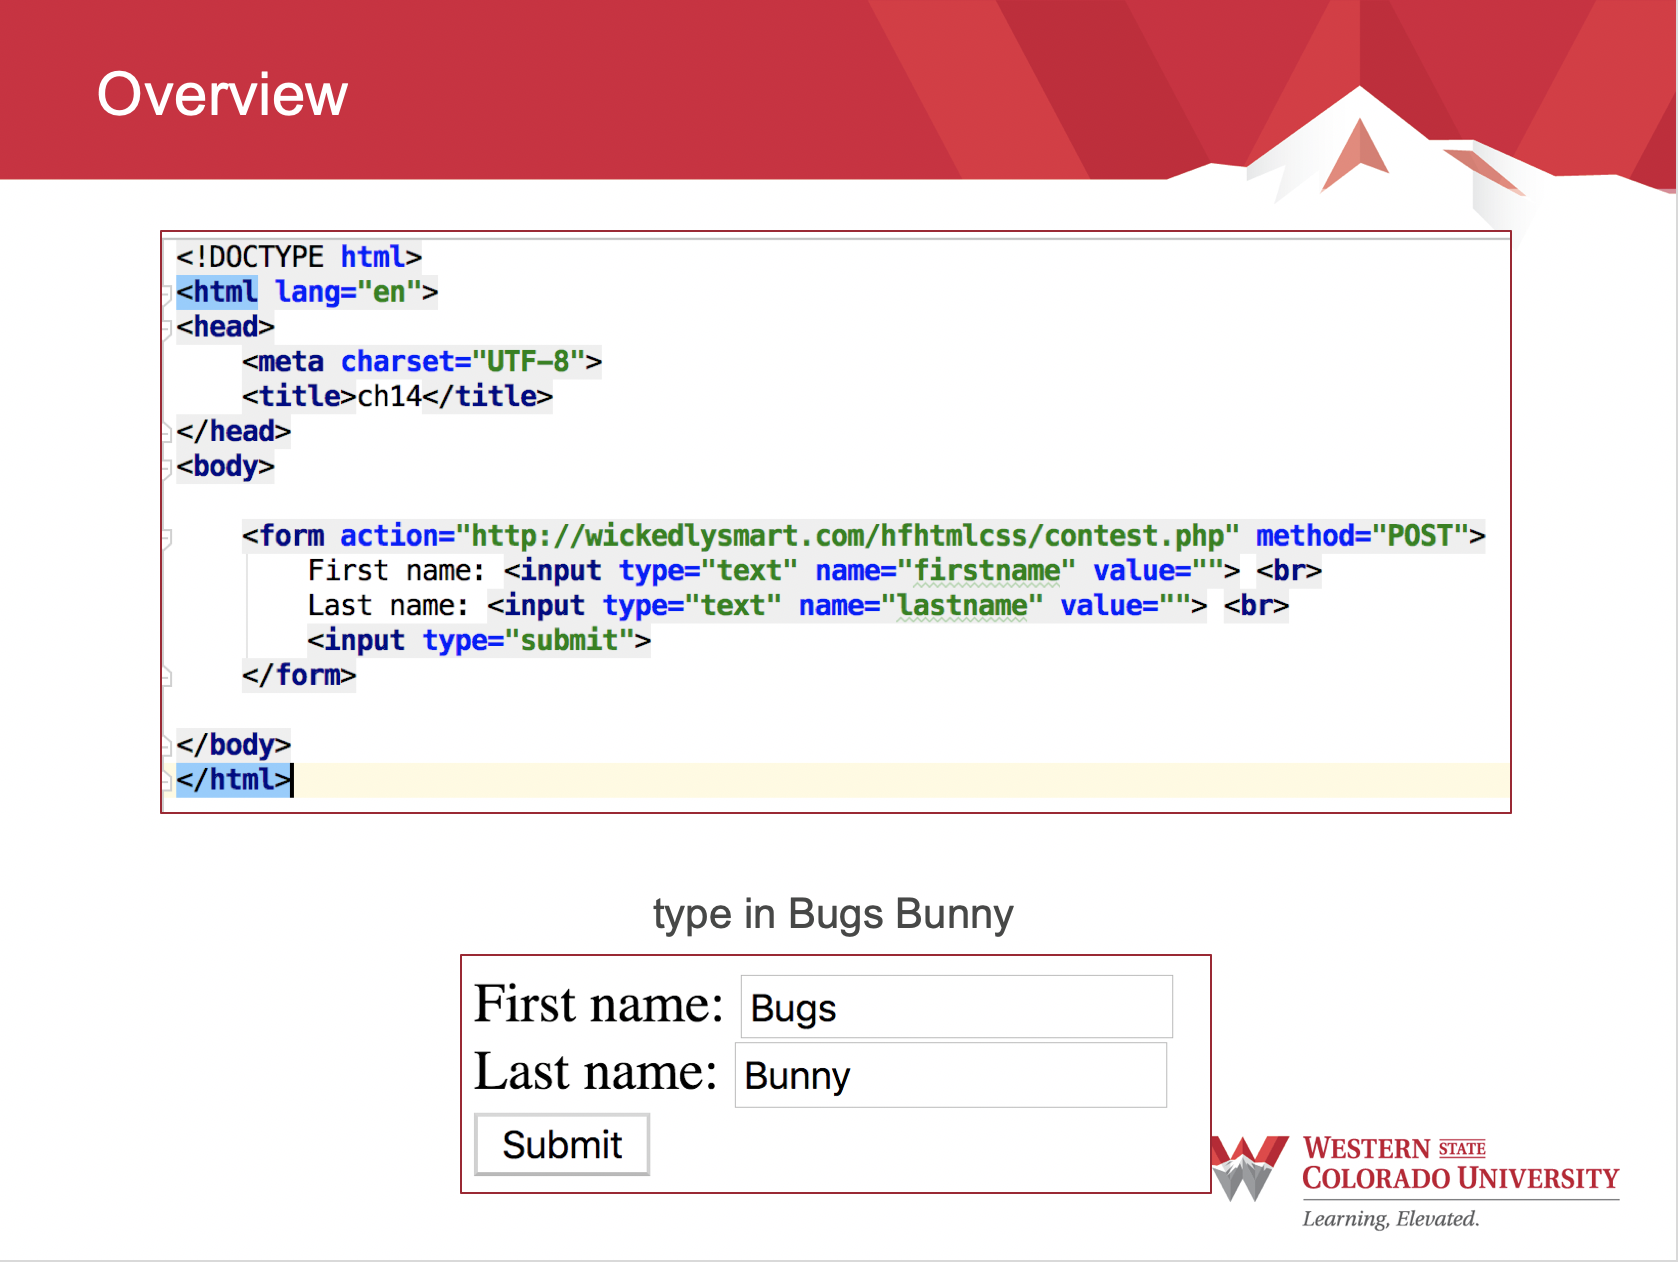 Overview
<!DOCTYPE html>
<html lang="en">
<head>
    <meta charset="UTF-8">
    <title>ch14</title>
</head>
<body>
    <form action="http://wickedlysmart.com/hfhtmlcss/contest.php" method="POST">
        First name: <input type="text" name="firstname" value=""> <br>
        Last name: <input type="text" name="lastname" value=""> <br>
        <input type="submit">
    </form>
</body>
</html>
type in Bugs Bunny
First name: Bugs
Last name: Bunny
Submit
WESTERN STATE
COLORADO UNIVERSITY
Learning, Elevated.